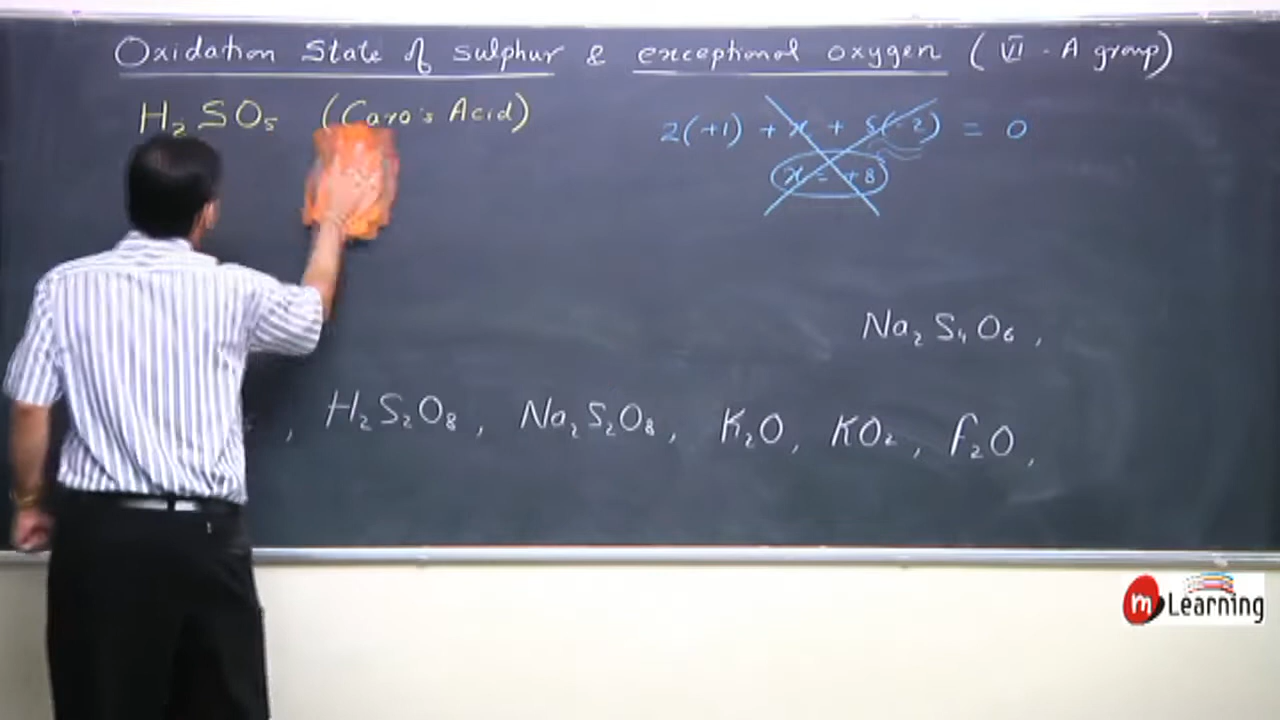 Oxidation State of sulphur & exceptional oxygen (VI - A group)
H₂SO₅ (Caro's Acid) 2(+1) + x + 5(-2) = 0
x = +8
Na₂S₄O₆ ,
, H₂S₂O₈ , Na₂S₂O₈ , K₂O , KO₂ , F₂O ,
m Learning